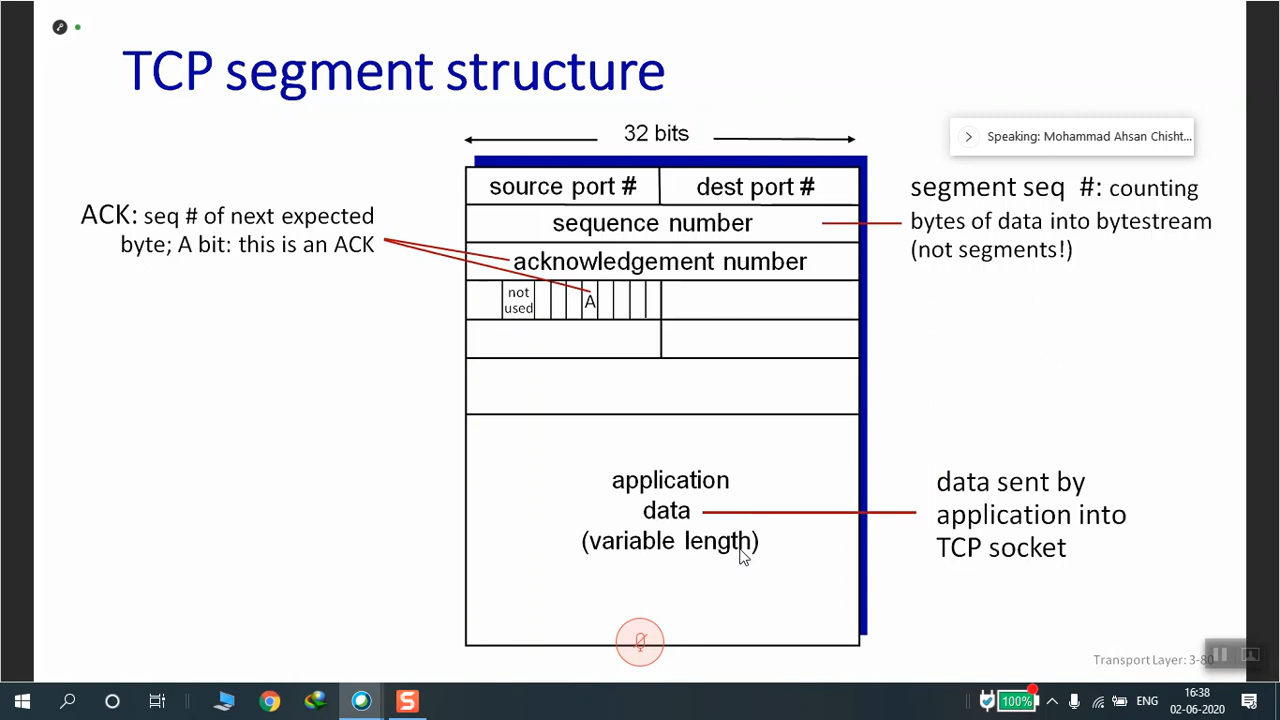 TCP segment structure
32 bits
Speaking: Mohammad Ahsan Chisht...
source port #
dest port #
segment seq #: counting
bytes of data into bytestream
(not segments!)
ACK: seq # of next expected
byte; A bit: this is an ACK
sequence number
acknowledgement number
not
used
A
application
data
(variable length)
data sent by
application into
TCP socket
Transport Layer: 3-80
100%
ENG
16:38
02-06-2020